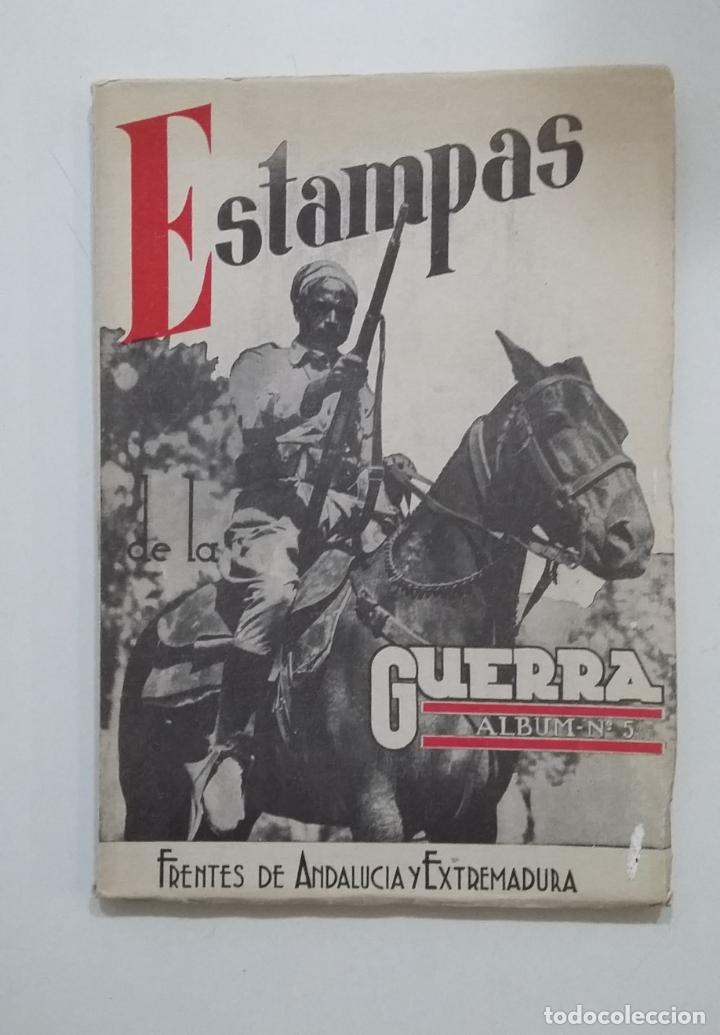 Estampas
de la
GUERRA
ALBUM-Nº 5
FRENTES DE ANDALUCIA Y EXTREMADURA
todocoleccion